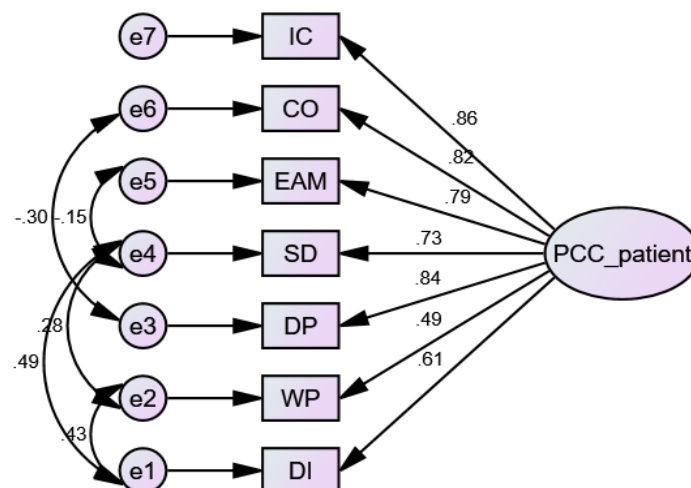 e7 IC
.86
e6 CO
.82
e5 EAM
.79
-.30 -.15
e4 SD
.73
PCC_patient
.84
e3 DP
.28
.49
.49
e2 WP
.61
.43
e1 DI